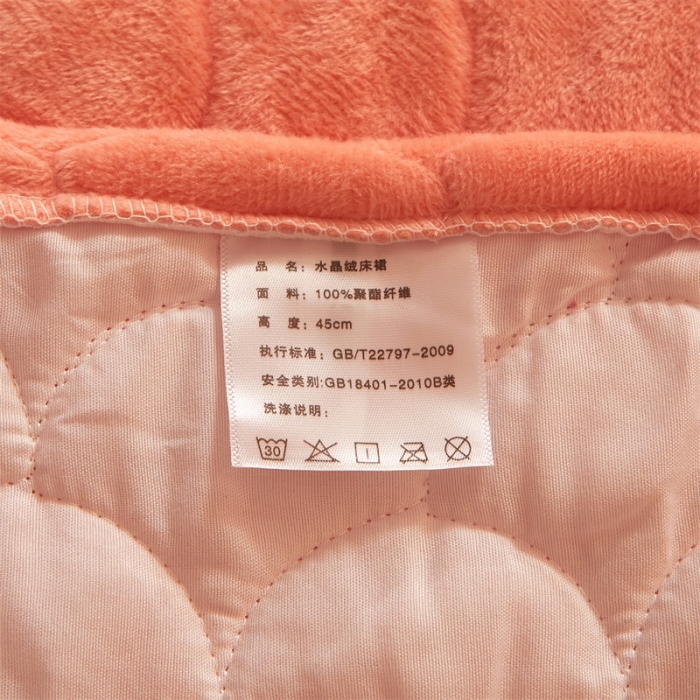 品 名：水晶绒床裙
面 料：100%聚酯纤维
高 度：45cm
执行标准：GB/T22797-2009
安全类别:GB18401-2010B类
洗涤说明：
30